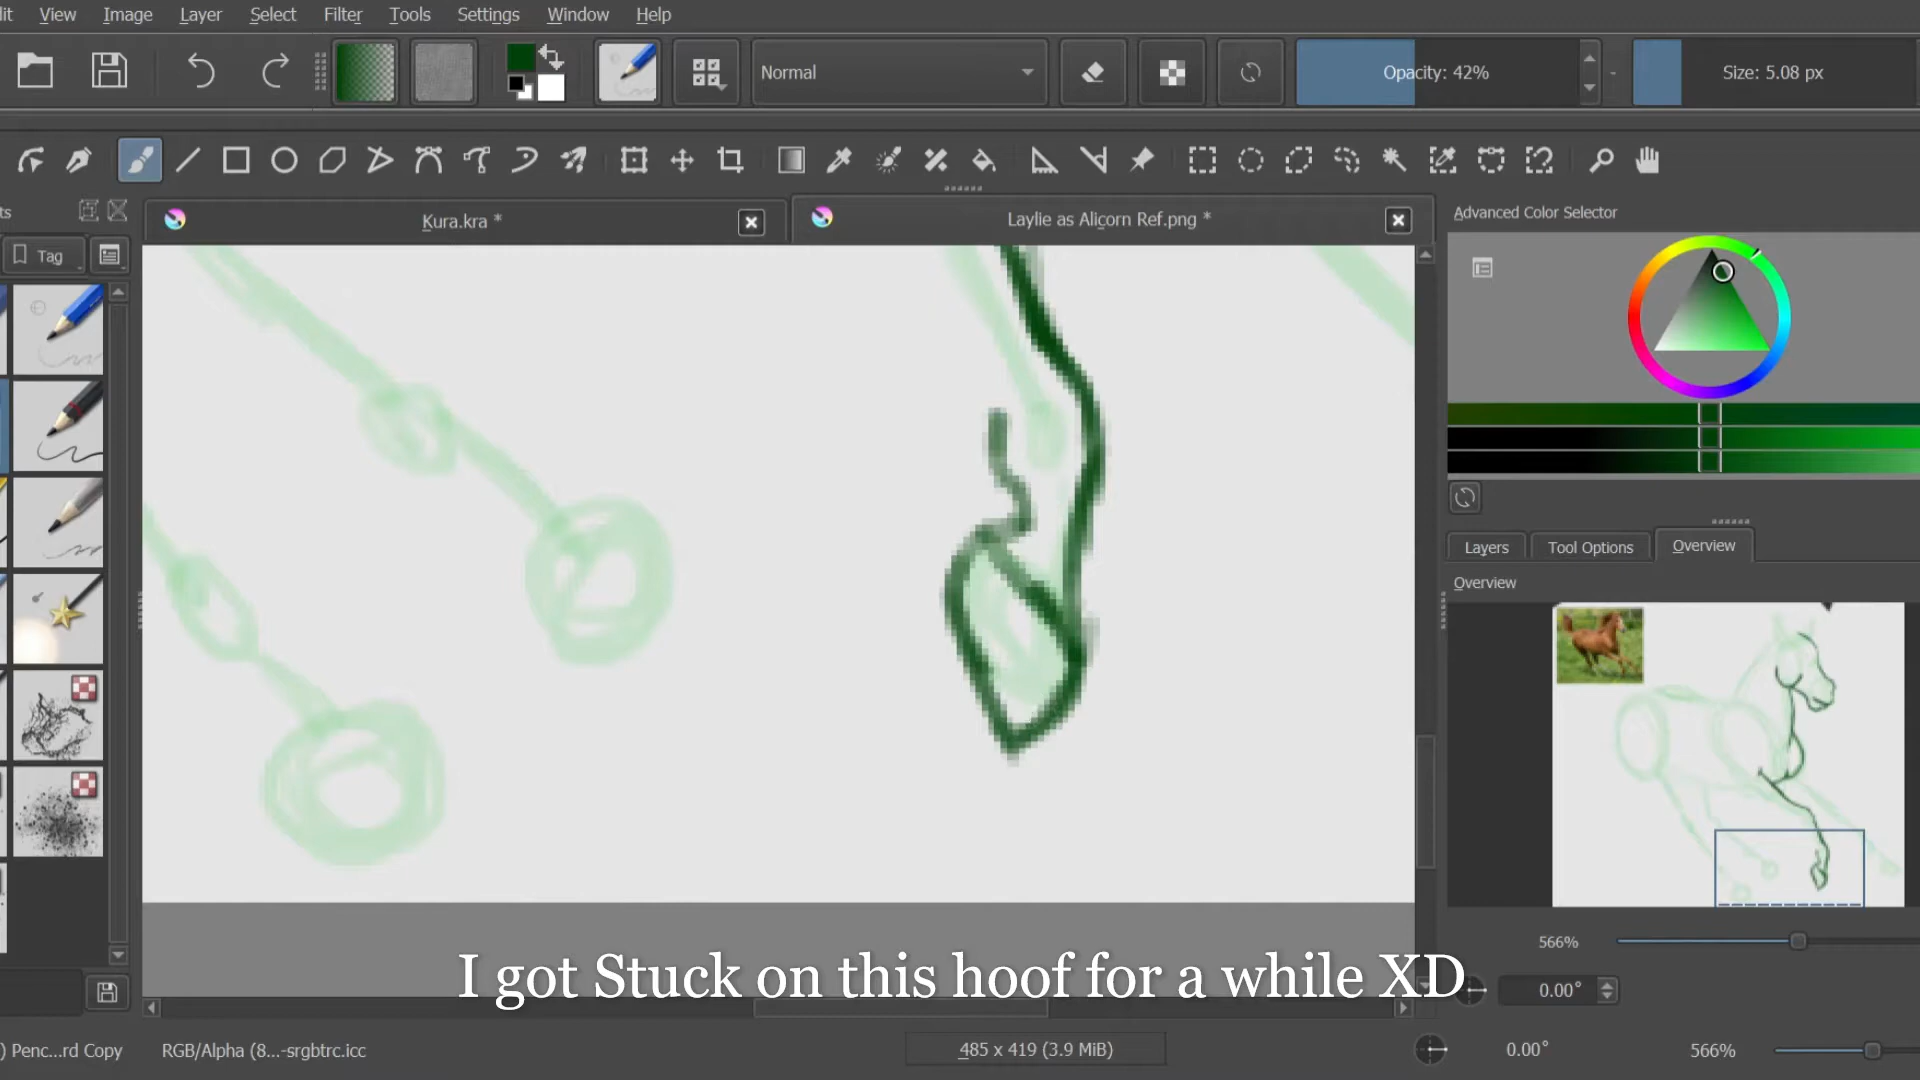 View Image Layer Select Filter Tools Settings Window Help
Normal
Opacity: 42%
Size: 5.08 px
Kura.kra *
Laylie as Alicorn Ref.png *
Advanced Color Selector
Tag
Layers Tool Options Overview
Overview
566%
0.00°
I got Stuck on this hoof for a while XD
) Penc...rd Copy
RGB/Alpha (8...-srgbtrc.icc
485 x 419 (3.9 MiB)
0.00°
566%